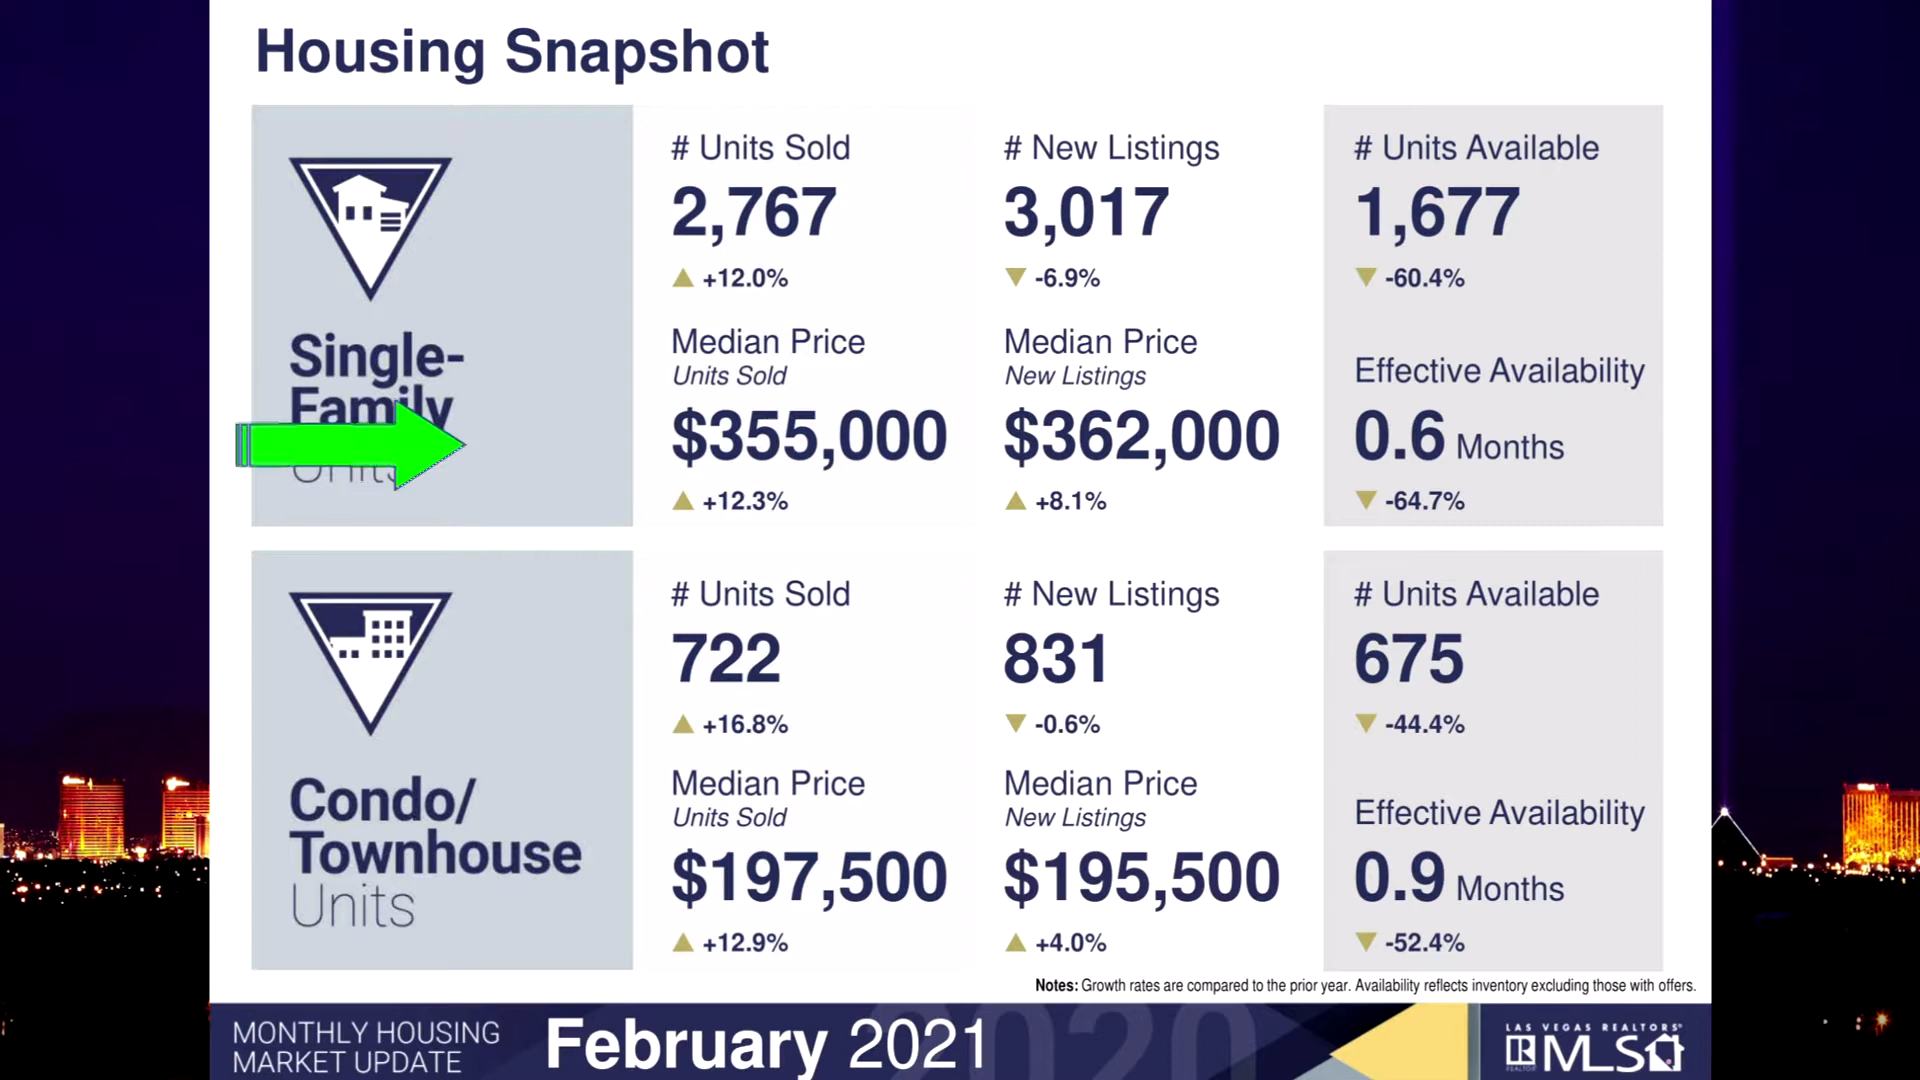 Housing Snapshot
Single-
Family
Units
# Units Sold
2,767
+12.0%
Median Price
Units Sold
$355,000
+12.3%
# New Listings
3,017
-6.9%
Median Price
New Listings
$362,000
+8.1%
# Units Available
1,677
-60.4%
Effective Availability
0.6 Months
-64.7%
Condo/
Townhouse
Units
# Units Sold
722
+16.8%
Median Price
Units Sold
$197,500
+12.9%
# New Listings
831
-0.6%
Median Price
New Listings
$195,500
+4.0%
# Units Available
675
-44.4%
Effective Availability
0.9 Months
-52.4%
Notes: Growth rates are compared to the prior year. Availability reflects inventory excluding those with offers.
MONTHLY HOUSING
MARKET UPDATE
February 2021
2020
LAS VEGAS REALTORS®
MLS
REALTOR